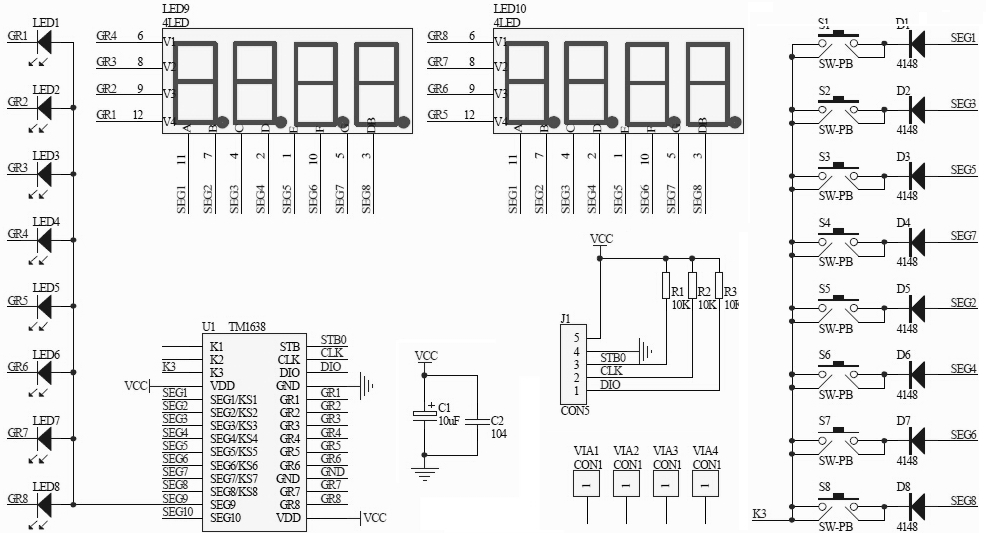 LED1
GR1
LED2
GR2
LED3
GR3
LED4
GR4
LED5
GR5
LED6
GR6
LED7
GR7
LED8
GR8
LED9
4LED
GR4 6 V1
GR3 8 V2
GR2 9 V3
GR1 12 V4
A B C D E F G DB
11 7 4 2 1 10 5 3
SEG1 SEG2 SEG3 SEG4 SEG5 SEG6 SEG7 SEG8
LED10
4LED
GR8 6 V1
GR7 8 V2
GR6 9 V3
GR5 12 V4
A B C D E F G DB
11 7 4 2 1 10 5 3
SEG1 SEG2 SEG3 SEG4 SEG5 SEG6 SEG7 SEG8
U1 TM1638
K1 STB STB0
K2 CLK CLK
K3 K3 DIO DIO
VCC VDD GND
SEG1 SEG1/KS1 GR1 GR1
SEG2 SEG2/KS2 GR2 GR2
SEG3 SEG3/KS3 GR3 GR3
SEG4 SEG4/KS4 GR4 GR4
SEG5 SEG5/KS5 GR5 GR5
SEG6 SEG6/KS6 GR6 GR6
SEG7 SEG7/KS7 GND GND
SEG8 SEG8/KS8 GR7 GR7
SEG9 SEG9 GR8 GR8
SEG10 SEG10 VDD VCC
VCC
C1
10uF
C2
104
VCC
R1 R2 R3
10K 10K 10K
J1
5
4
3 STB0
2 CLK
1 DIO
CON5
VIA1 VIA2 VIA3 VIA4
CON1 CON1 CON1 CON1
1 1 1 1
S1 D1 SEG1
SW-PB 4148
S2 D2 SEG3
SW-PB 4148
S3 D3 SEG5
SW-PB 4148
S4 D4 SEG7
SW-PB 4148
S5 D5 SEG2
SW-PB 4148
S6 D6 SEG4
SW-PB 4148
S7 D7 SEG6
SW-PB 4148
S8 D8 SEG8
K3
SW-PB 4148